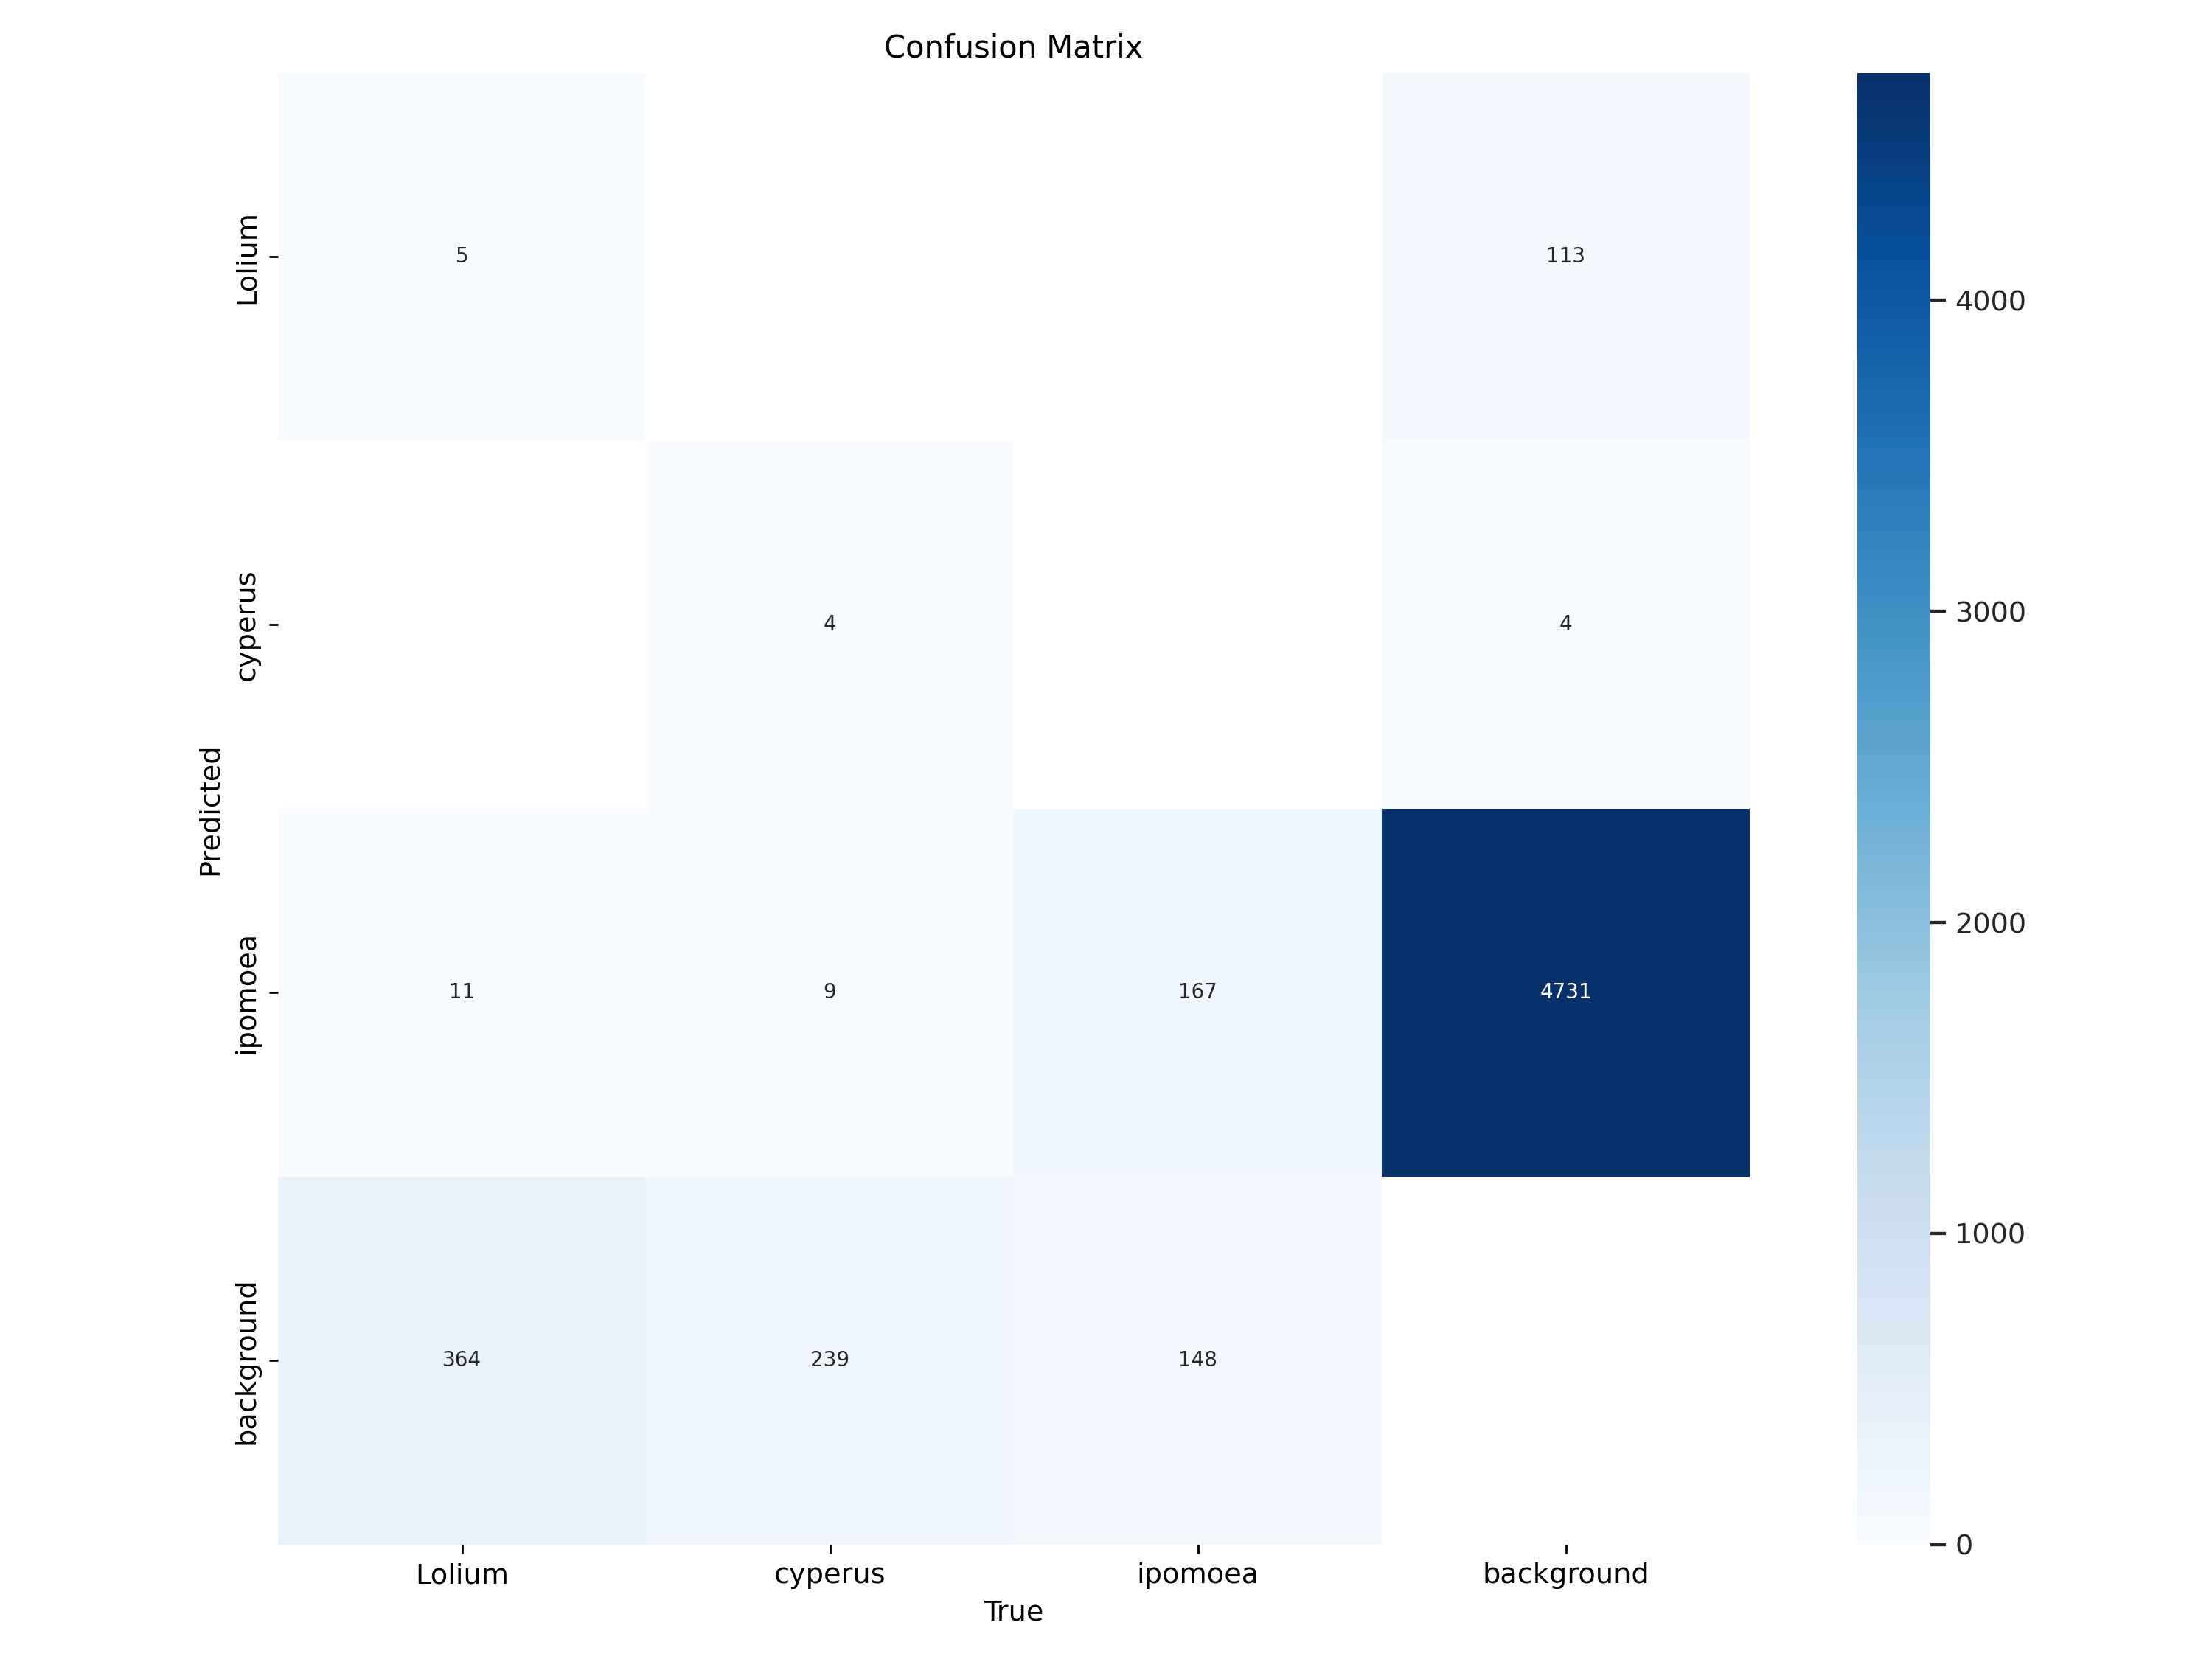 Confusion Matrix
Lolium
5
113
4000
cyperus
4
4
3000
Predicted
2000
ipomoea
11
9
167
4731
1000
background
364
239
148
0
Lolium
cyperus
ipomoea
background
True